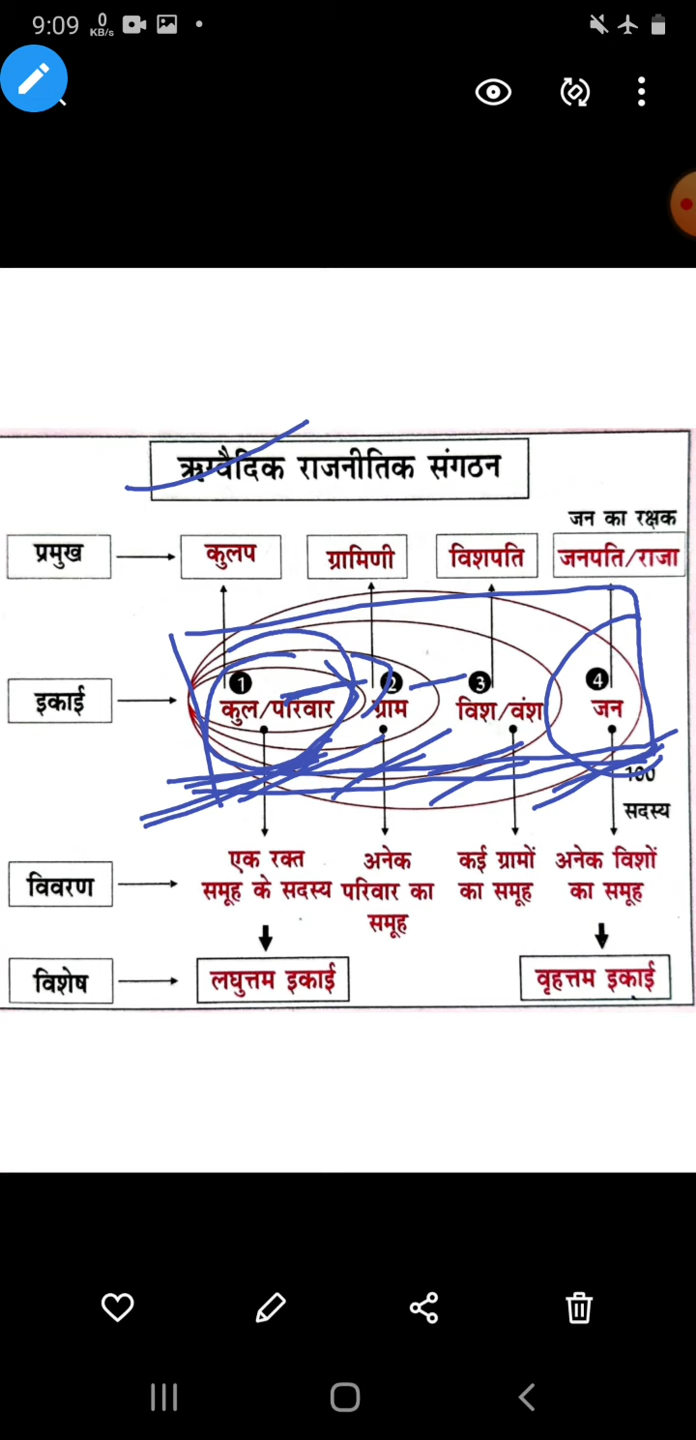 9:09 0 KB/s
ऋग्वैदिक राजनीतिक संगठन
जन का रक्षक
प्रमुख कुलप ग्रामिणी विशपति जनपति/राजा
1 2 3 4
इकाई कुल/परिवार ग्राम विश/वंश जन
100
सदस्य
एक रक्त अनेक कई ग्रामों अनेक विशों
विवरण समूह के सदस्य परिवार का का समूह का समूह
समूह
विशेष लघुत्तम इकाई वृहत्तम इकाई